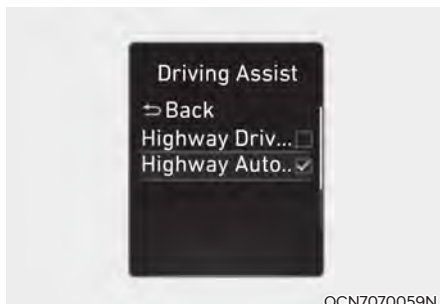 Driving Assist
Back
Highway Driv...
Highway Auto..
OCN7070059N